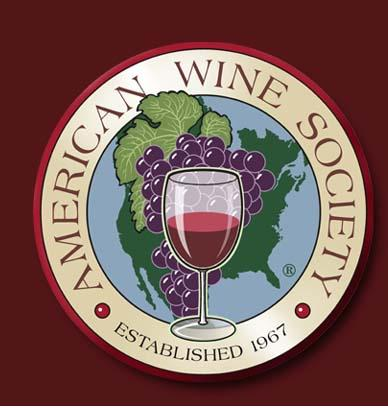 AMERICAN WINE SOCIETY
®
ESTABLISHED 1967